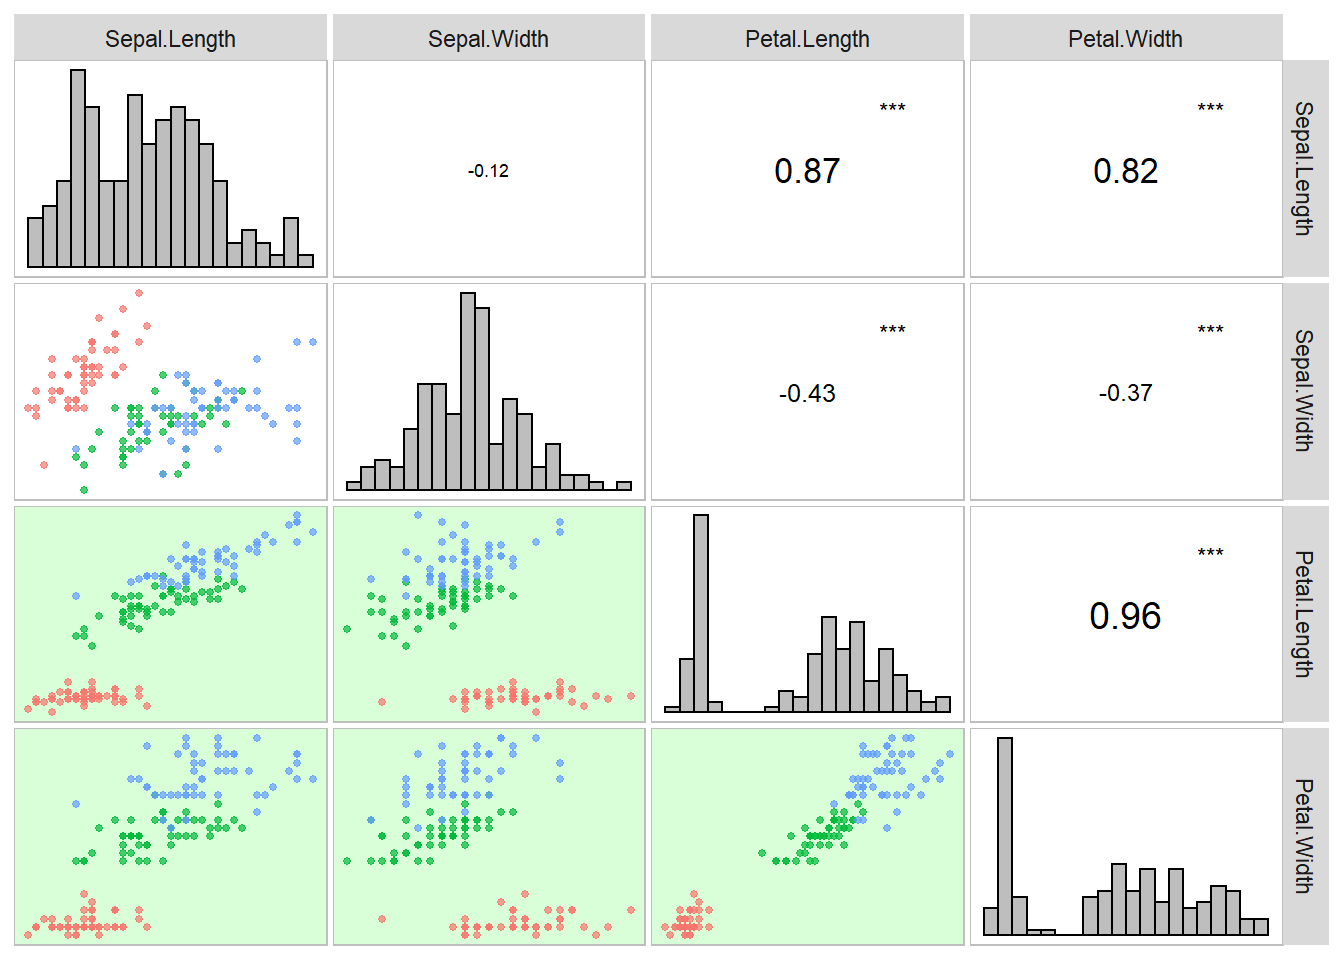 Sepal.Length
Sepal.Width
Petal.Length
Petal.Width
-0.12
***
0.87
***
0.82
Sepal.Length
***
-0.43
***
-0.37
Sepal.Width
***
0.96
Petal.Length
Petal.Width